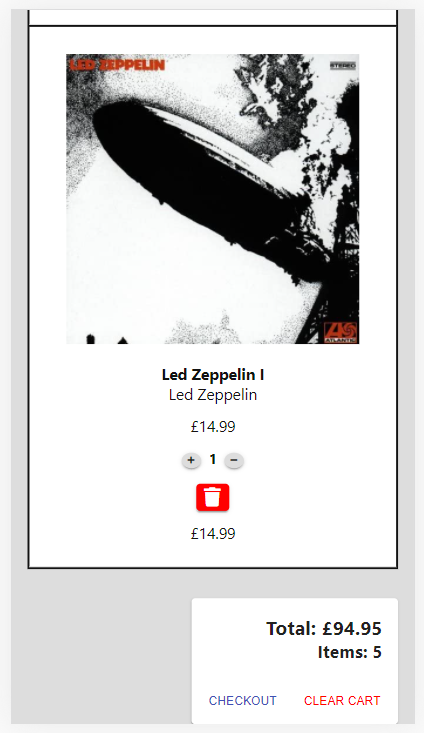 LED ZEPPELIN
STEREO
ATLANTIC
Led Zeppelin I
Led Zeppelin
£14.99
+ 1 −
£14.99
Total: £94.95
Items: 5
CHECKOUT CLEAR CART